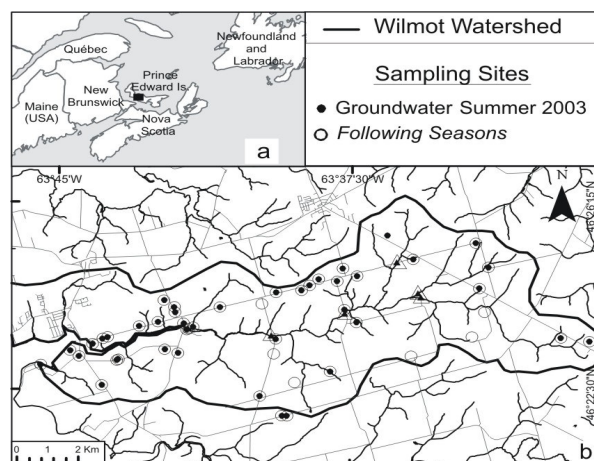 Québec
Newfoundland
and
Labrador
Prince
Edward Is.
New
Brunswick
Maine
(USA)
Nova
Scotia
a
Wilmot Watershed
Sampling Sites
Groundwater Summer 2003
Following Seasons
63°45'W
63°37'30"W
N
46°26'15"N
46°22'30"N
0 1 2 Km
b